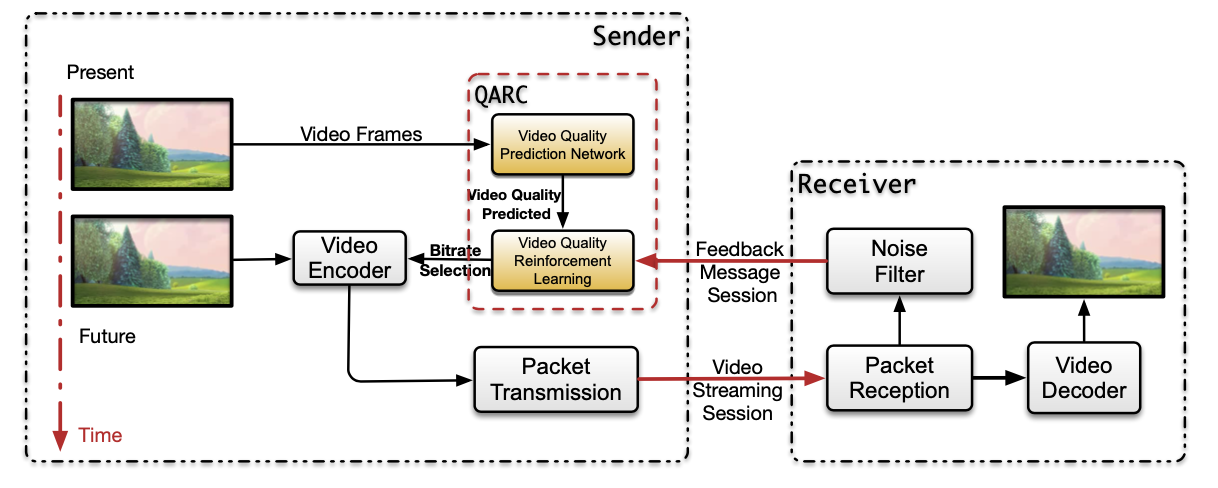 Sender
Present
QARC
Video Frames
Video Quality
Prediction Network
Video Quality
Predicted
Receiver
Video
Encoder
Bitrate
Selection
Video Quality
Reinforcement
Learning
Feedback
Message
Session
Noise
Filter
Future
Packet
Transmission
Video
Streaming
Session
Packet
Reception
Video
Decoder
Time